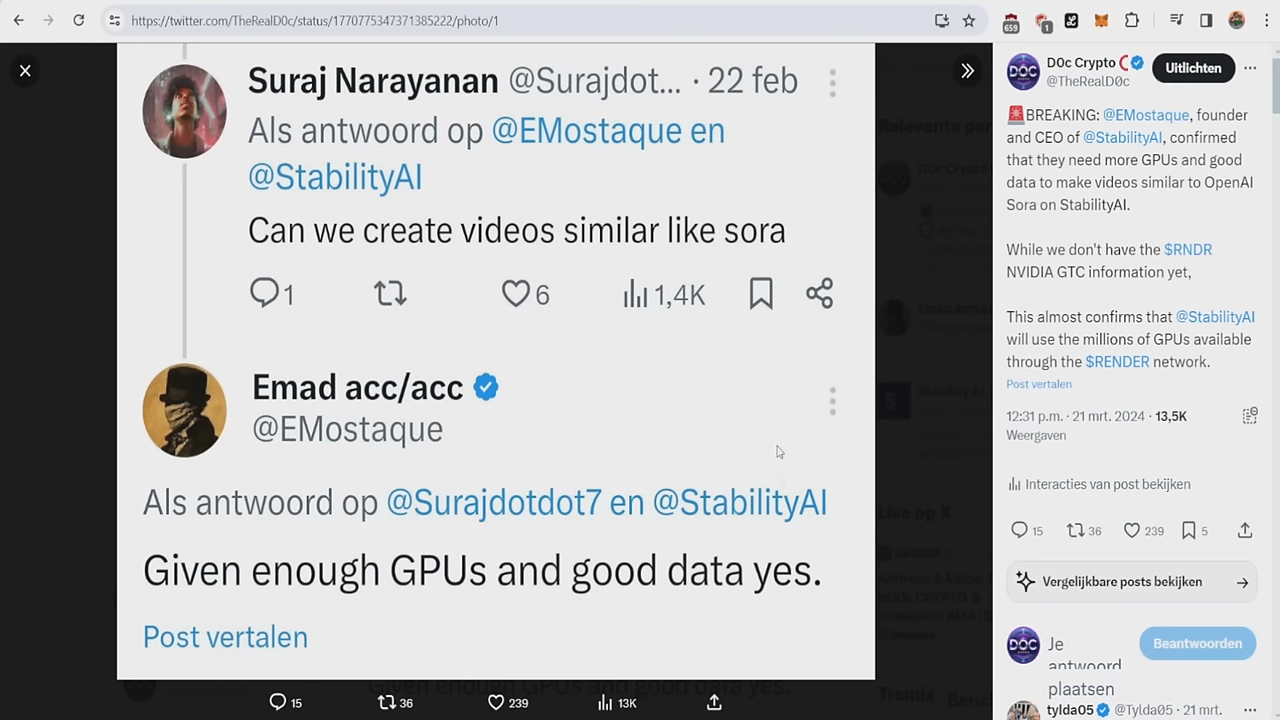 https://twitter.com/TheRealD0c/status/1770775347371385222/photo/1
659
1
Suraj Narayanan @Surajdot... · 22 feb
Als antwoord op @EMostaque en
@StabilityAI
Can we create videos similar like sora
1
6
1,4K
Emad acc/acc
@EMostaque
Als antwoord op @Surajdotdot7 en @StabilityAI
Given enough GPUs and good data yes.
Post vertalen
15
36
239
13K
Relevante per
Live op X
Trends
D0c Crypto
@TheRealD0c
Uitlichten
BREAKING: @EMostaque, founder
and CEO of @StabilityAI, confirmed
that they need more GPUs and good
data to make videos similar to OpenAI
Sora on StabilityAI.
While we don't have the $RNDR
NVIDIA GTC information yet,
This almost confirms that @StabilityAI
will use the millions of GPUs available
through the $RENDER network.
Post vertalen
12:31 p.m. · 21 mrt. 2024 · 13,5K
Weergaven
Interacties van post bekijken
15
36
239
5
Vergelijkbare posts bekijken
Je
antwoord
plaatsen
Beantwoorden
tylda05 @Tylda05 · 21 mrt.